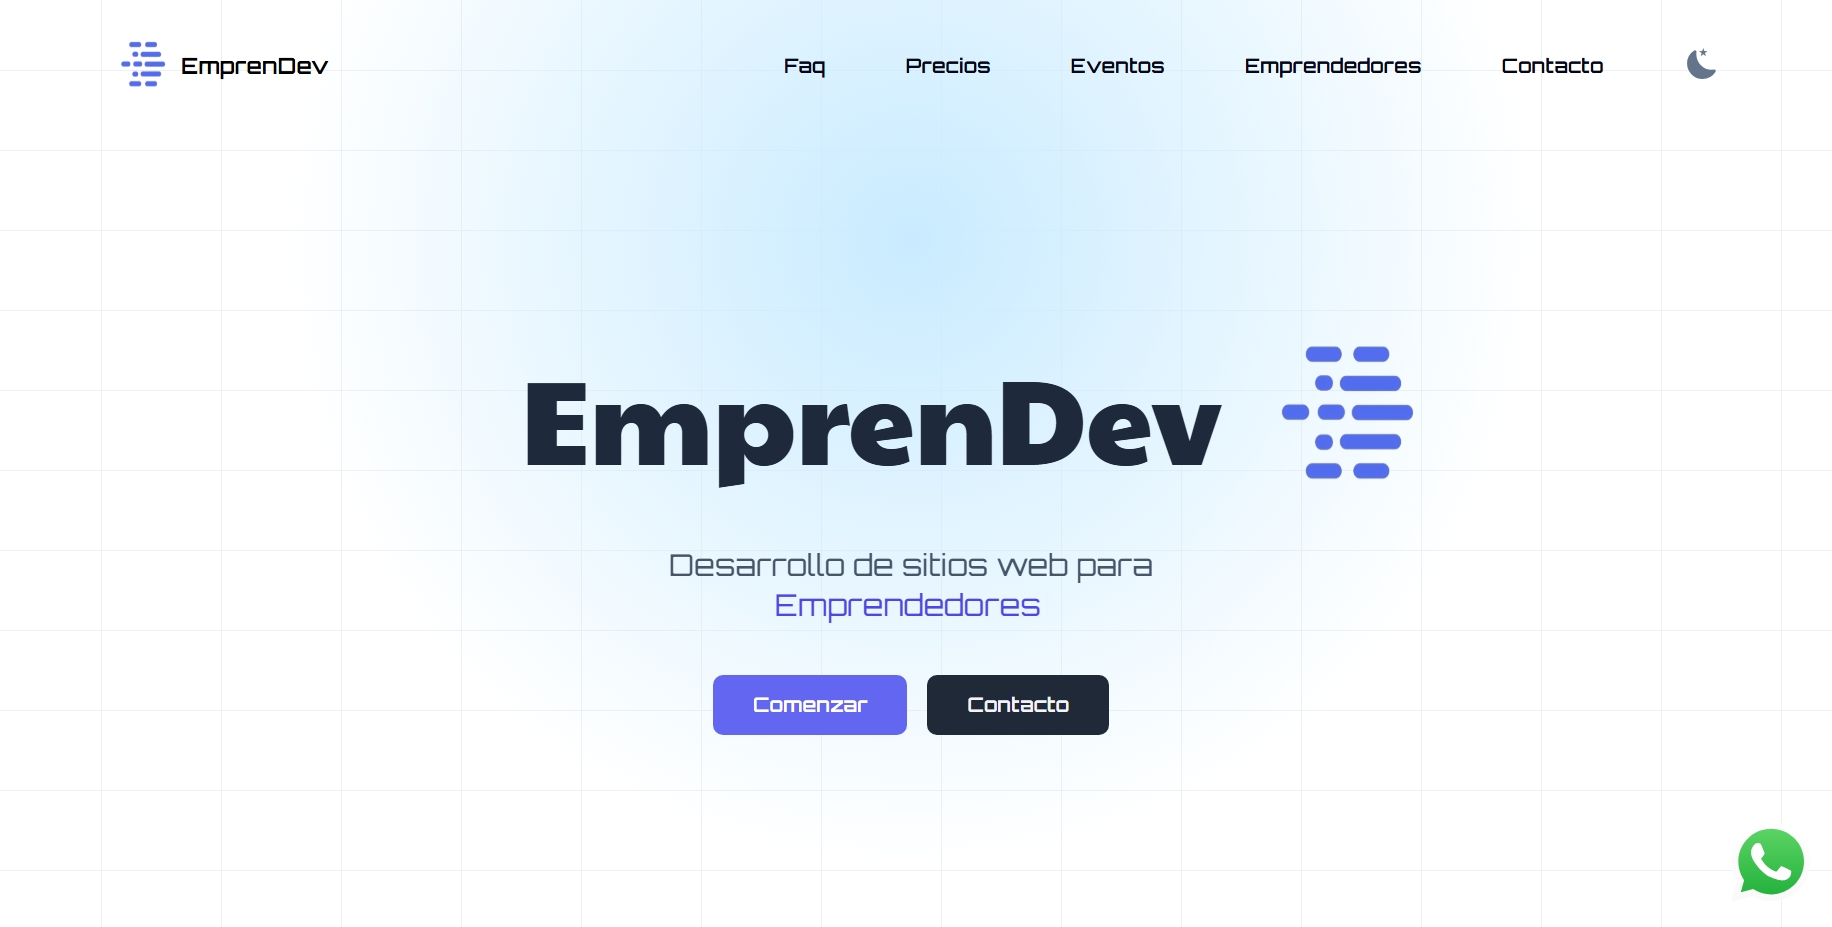 EmprenDev
Faq
Precios
Eventos
Emprendedores
Contacto
EmprenDev
Desarrollo de sitios web para
Emprendedores
Comenzar
Contacto